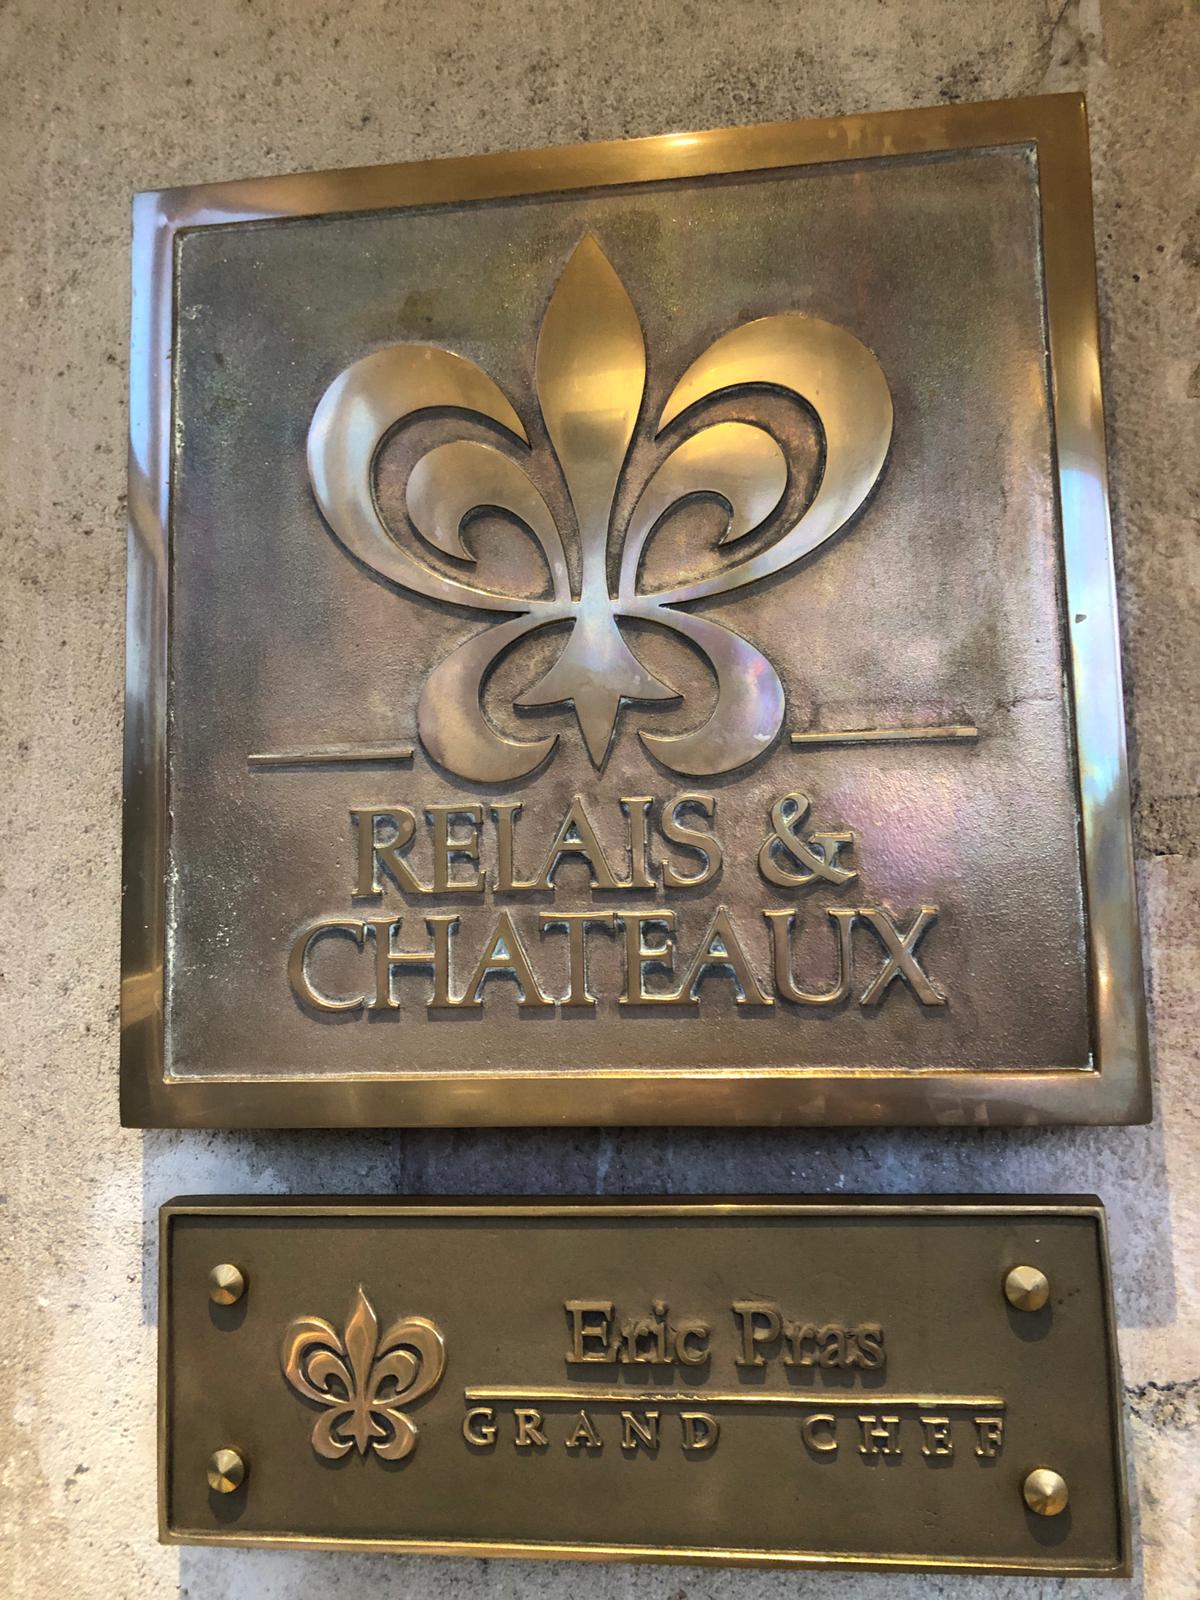 RELAIS &
CHATEAUX
Eric Pras
GRAND CHEF